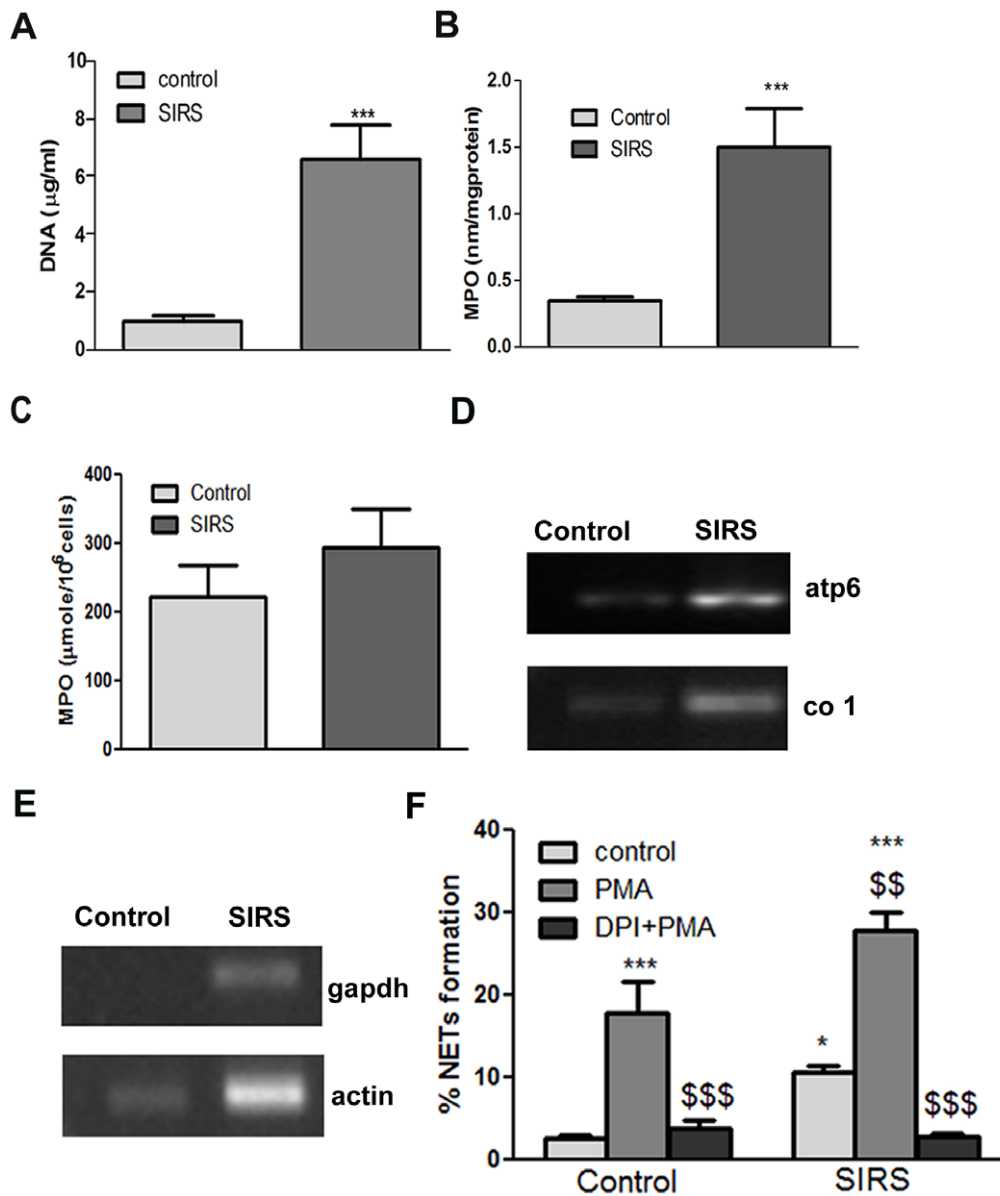 A
DNA (µg/ml)
10
8
6
4
2
0
control
SIRS
***
B
MPO (nm/mgprotein)
2.0
1.5
1.0
0.5
0.0
Control
SIRS
***
C
MPO (µmole/10⁶cells)
400
300
200
100
0
Control
SIRS
D
Control SIRS
atp6
co 1
E
Control SIRS
gapdh
actin
F
% NETs formation
40
30
20
10
0
control
PMA
DPI+PMA
***
$$$
*
***
$$
$$$
Control SIRS